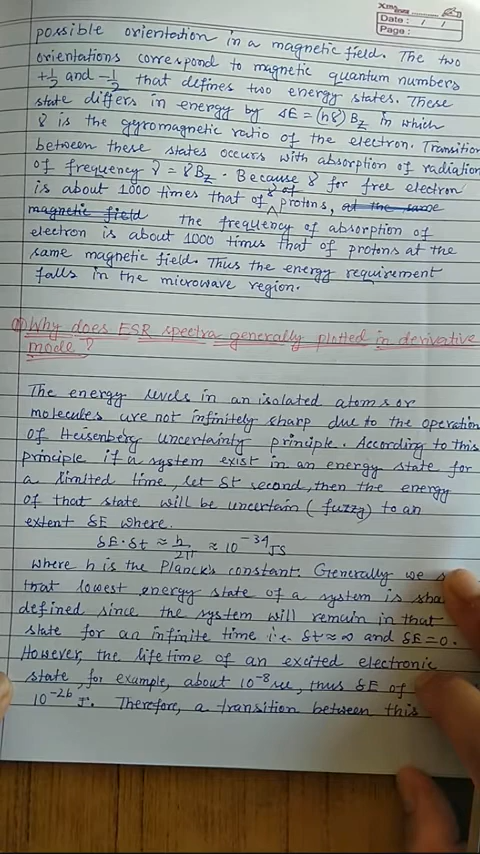 Date : / /
Page :
possible orientation in a magnetic field. The two
orientations correspond to magnetic quantum numbers
+1/2 and -1/2 that defines two energy states. These
state differs in energy by ΔE = (hγ) Bz in which
γ is the gyromagnetic ratio of the electron. Transition
between these states occurs with absorption of radiation
of frequency γ = γBz. Because γ for free electron
is about 1000 times that γ of protons, at the same
magnetic field the frequency of absorption of
electron is about 1000 times that of protons at the
same magnetic field. Thus the energy requirement
falls in the microwave region.
Why does ESR spectra generally plotted in derivative
mode?
The energy levels in an isolated atoms or
molecules are not infinitely sharp due to the operation
of Heisenberg uncertainty principle. According to this
principle if a system exist in an energy state for
a limited time, let δt second, then the energy
of that state will be uncertain (fuzzy) to an
extent δE where.
δE·δt ≈ h/2π ≈ 10⁻³⁴ JS
where h is the Planck's constant. Generally we
that lowest energy state of a system is
defined since the system will remain in that
state for an infinite time i.e. δt ≈ ∞ and δE = 0.
However, the lifetime of an excited electronic
state, for example, about 10⁻⁸ sec, thus δE of
10⁻²⁶ J. Therefore, a transition between this